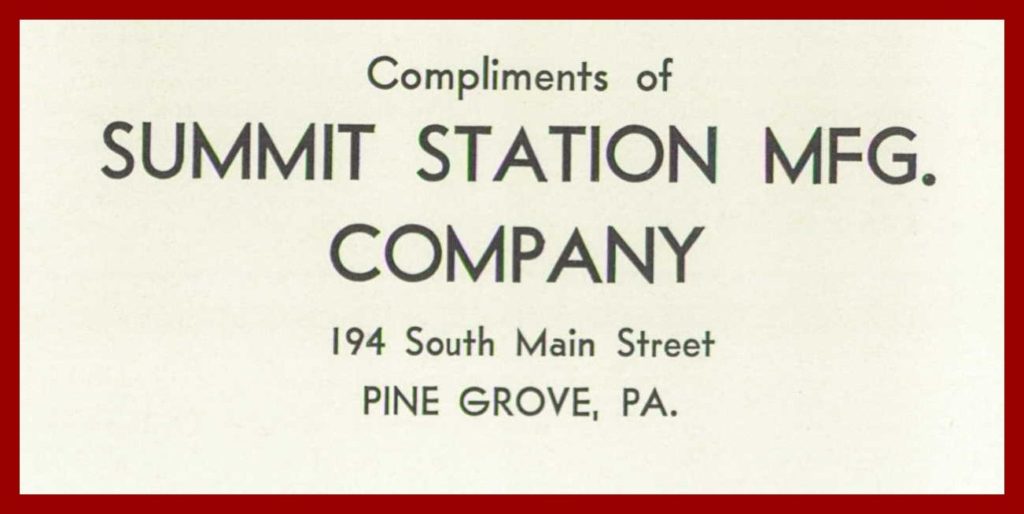 Compliments of
SUMMIT STATION MFG.
COMPANY
194 South Main Street
PINE GROVE, PA.